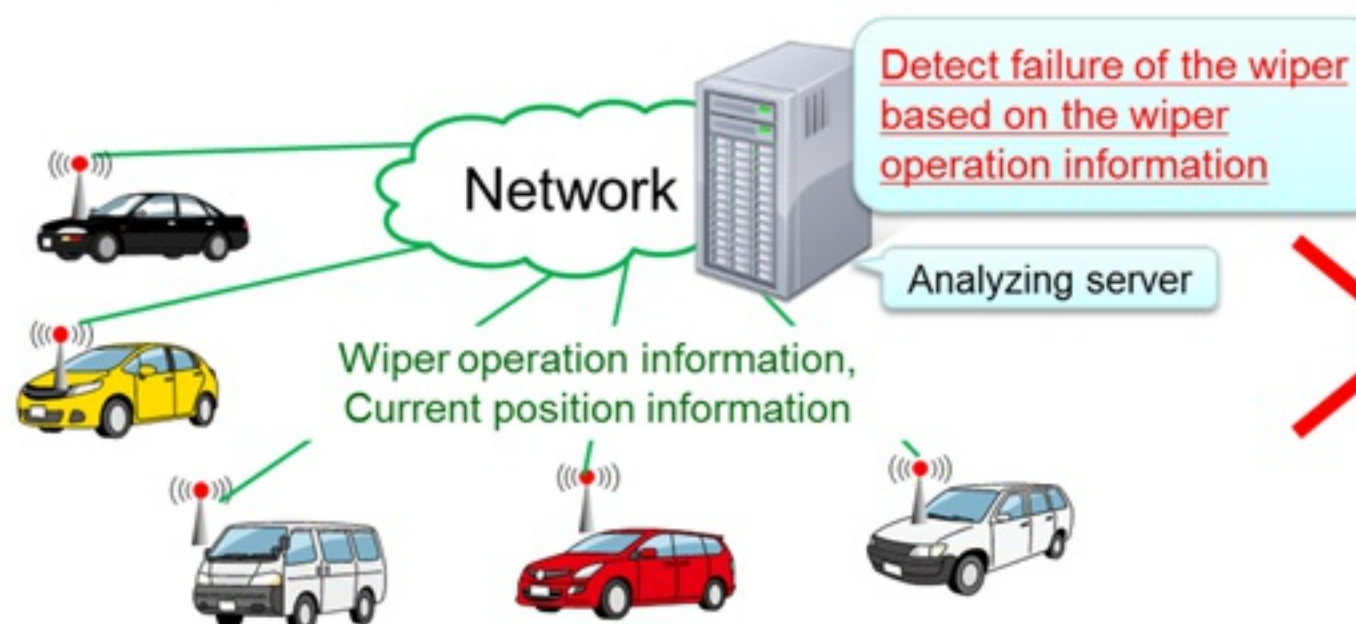 Detect failure of the wiper
based on the wiper
operation information
Network
Analyzing server
Wiper operation information,
Current position information